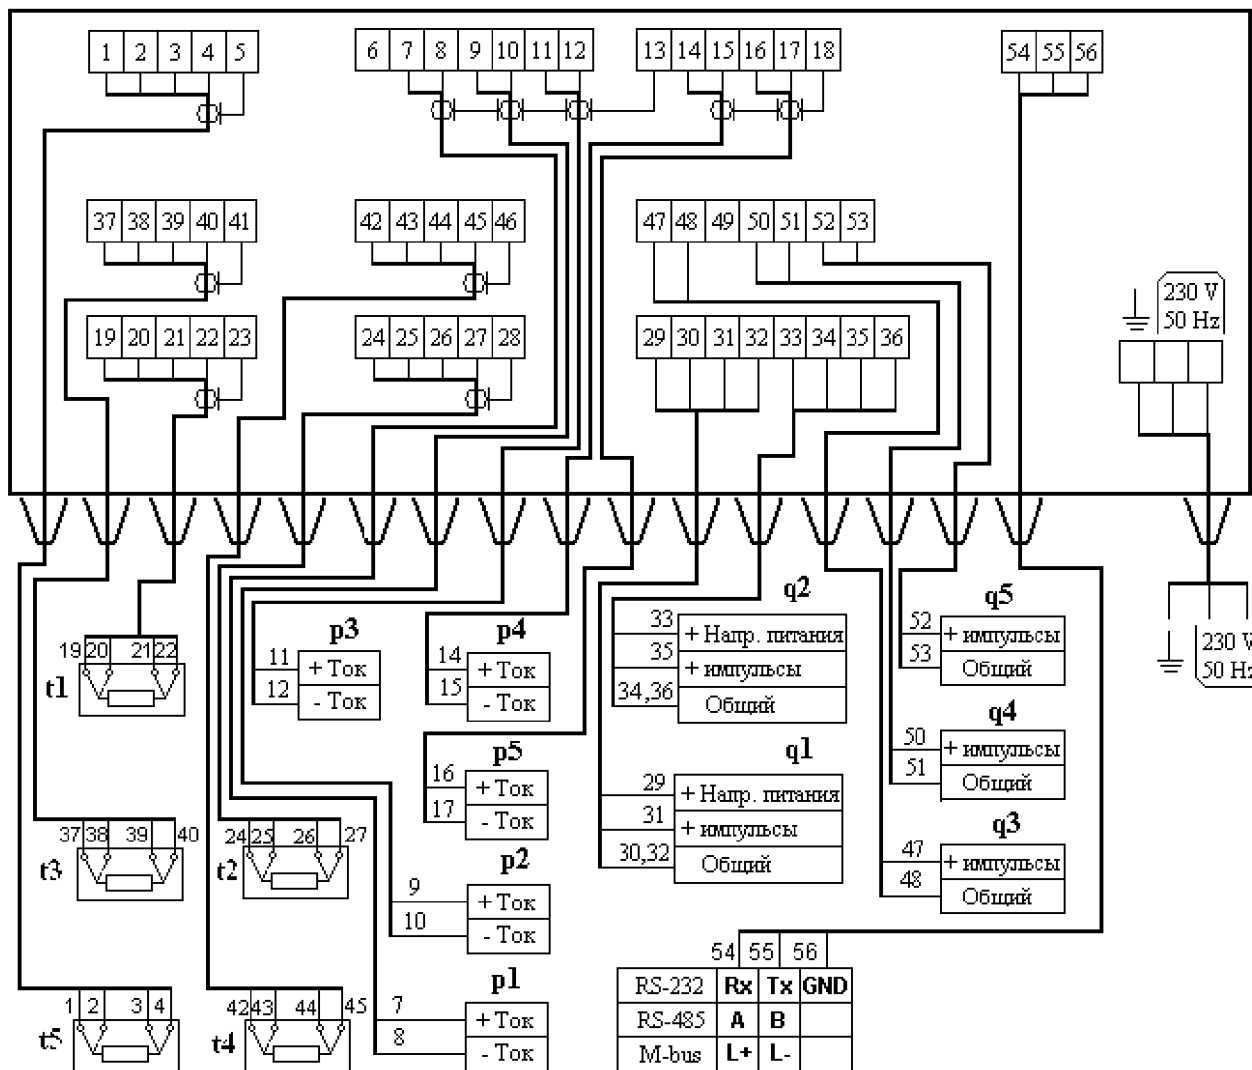 1 2 3 4 5 6 7 8 9 10 11 12 13 14 15 16 17 18 54 55 56
37 38 39 40 41 42 43 44 45 46 47 48 49 50 51 52 53
230 V
50 Hz
19 20 21 22 23 24 25 26 27 28 29 30 31 32 33 34 35 36
q2 q5
p3 p4
33 + Напр. питания
52 + импульсы
19 20 21 22
t1
11 + Ток
12 - Ток
14 + Ток
15 - Ток
35 + импульсы
34,36 Общий
53 Общий
230 V
50 Hz
q4
p5 q1
50 + импульсы
51 Общий
16 + Ток
17 - Ток
29 + Напр. питания
31 + импульсы
30,32 Общий
q3
37 38 39 40
t3
24 25 26 27
t2
p2
47 + импульсы
48 Общий
9 + Ток
10 - Ток
54 55 56
p1
RS-232 Rx Tx GND
1 2 3 4
t5
42 43 44 45
t4
7 + Ток
8 - Ток
RS-485 A B
M-bus L+ L-